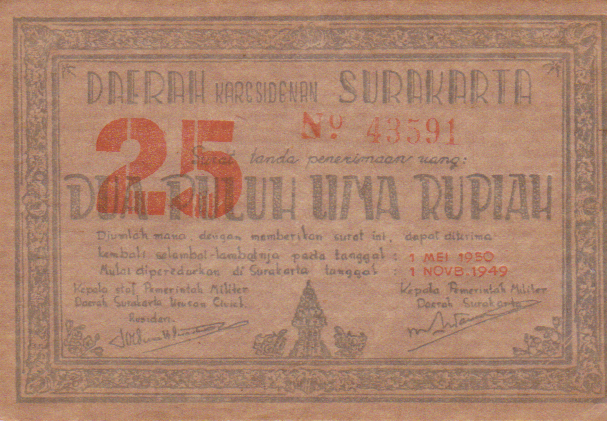 DAERAH KARESIDENAN SURAKARTA
25
Nº 43591
Surat tanda penerimaan uang:
DUA PULUH LIMA RUPIAH
Djumlah mana, dengan memberikan surat ini, dapat diterima
kembali selambat-lambatnja pada tanggal : 1 MEI 1950
Mulai diperedarkan di Surakarta tanggal : 1 NOVB. 1949
Kepala staf Pemerintah Militer
Daerah Surakarta Urusan Civiel.
Residen.
Kepala Pemerintah Militer
Daerah Surakarta